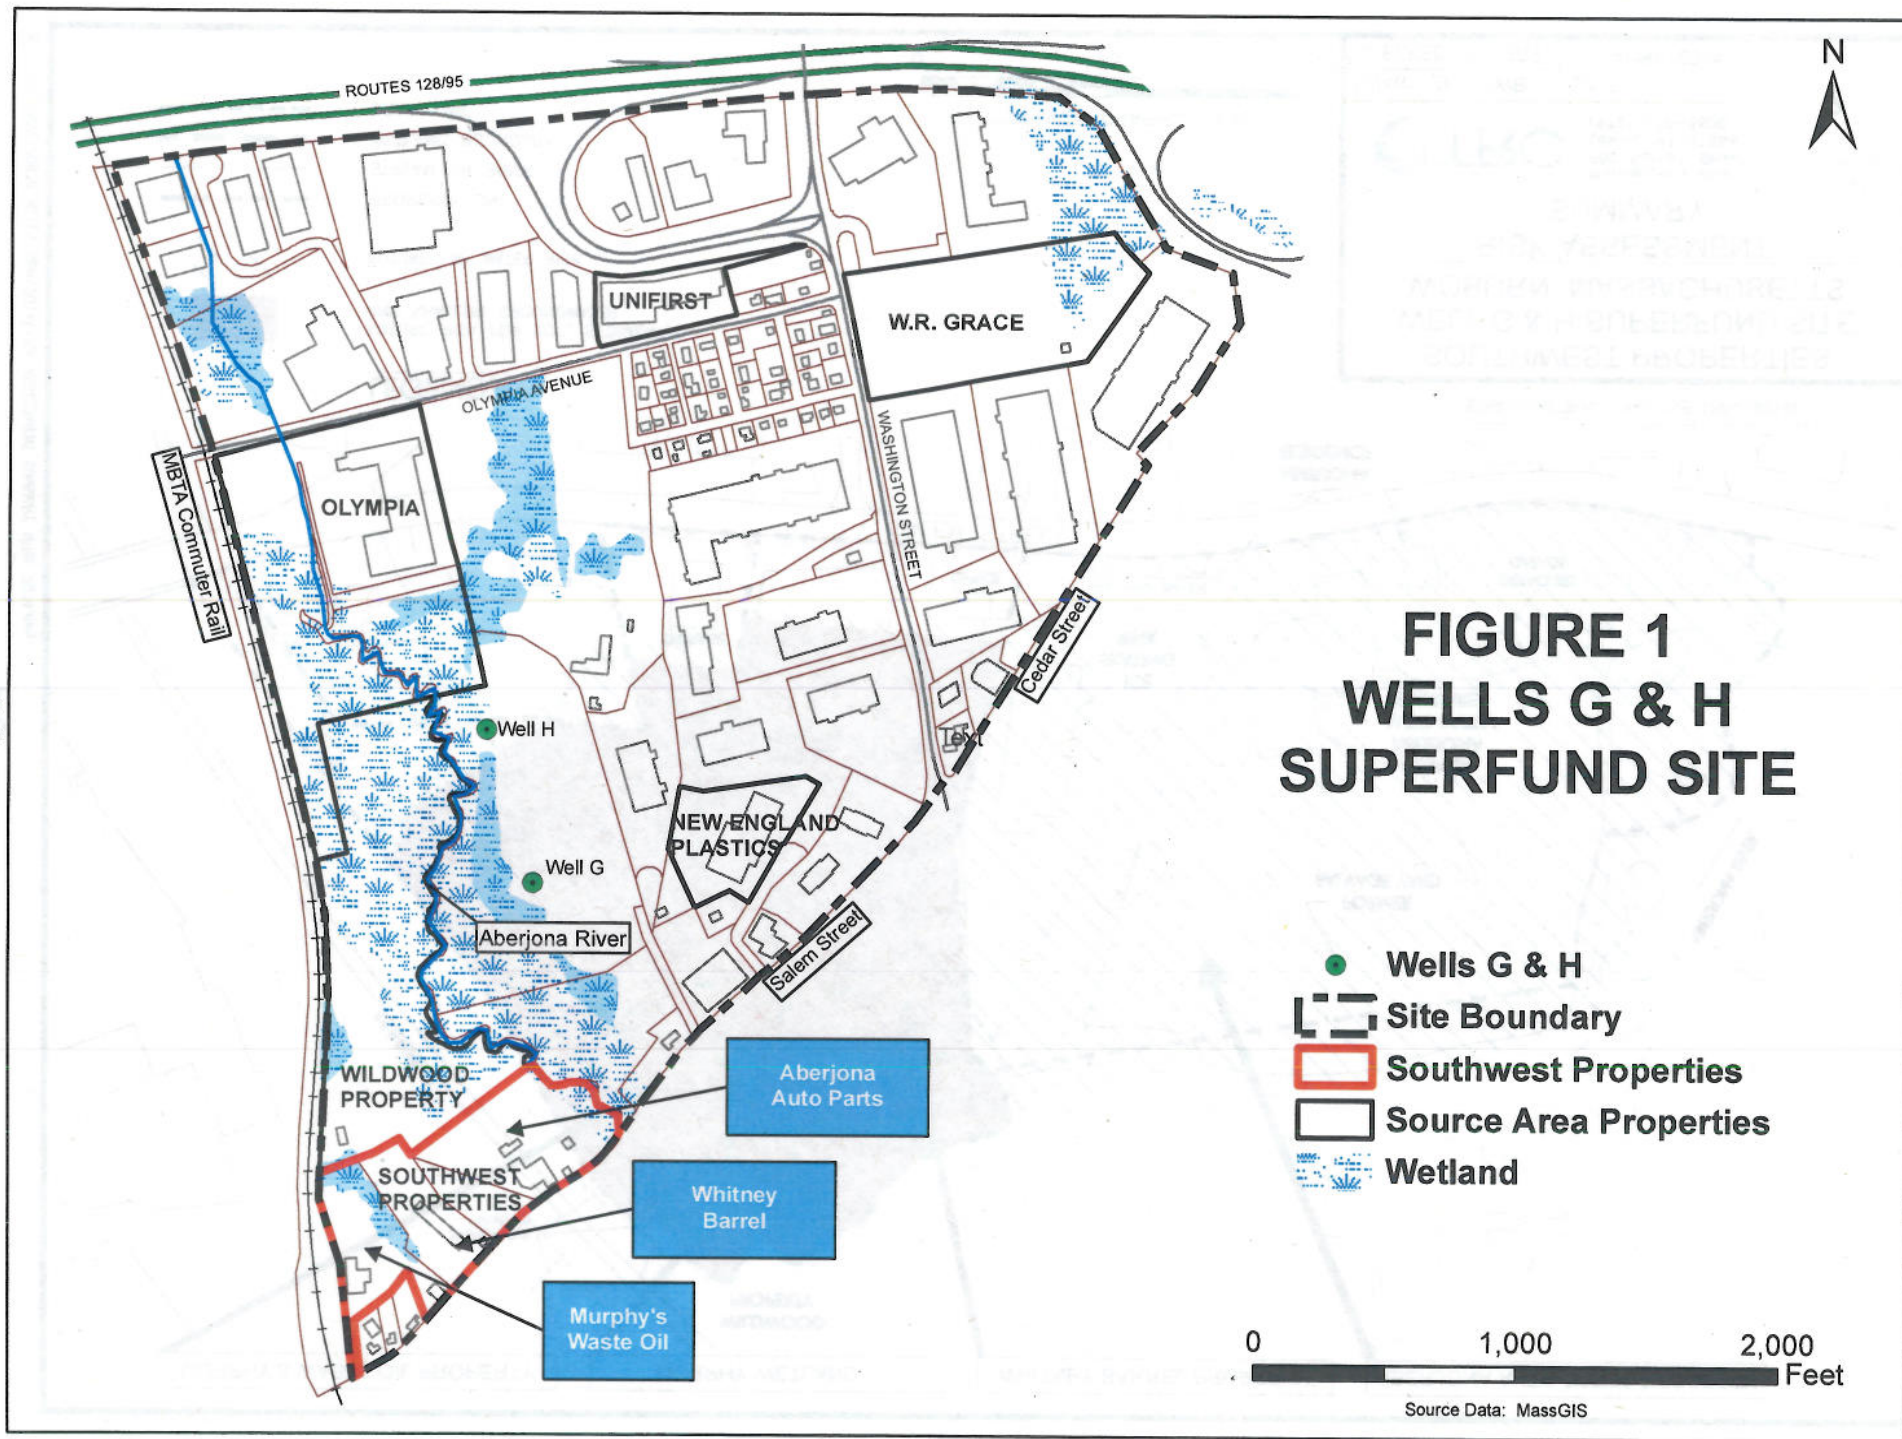 N
ROUTES 128/95
UNIFIRST
W.R. GRACE
OLYMPIA AVENUE
WASHINGTON STREET
MBTA Commuter Rail
OLYMPIA
Cedar Street
Well H
Text
NEW ENGLAND
PLASTICS
Well G
Aberjona River
Salem Street
WILDWOOD
PROPERTY
Aberjona
Auto Parts
SOUTHWEST
PROPERTIES
Whitney
Barrel
Murphy's
Waste Oil
FIGURE 1
WELLS G & H
SUPERFUND SITE
Wells G & H
Site Boundary
Southwest Properties
Source Area Properties
Wetland
0 1,000 2,000
Feet
Source Data: MassGIS